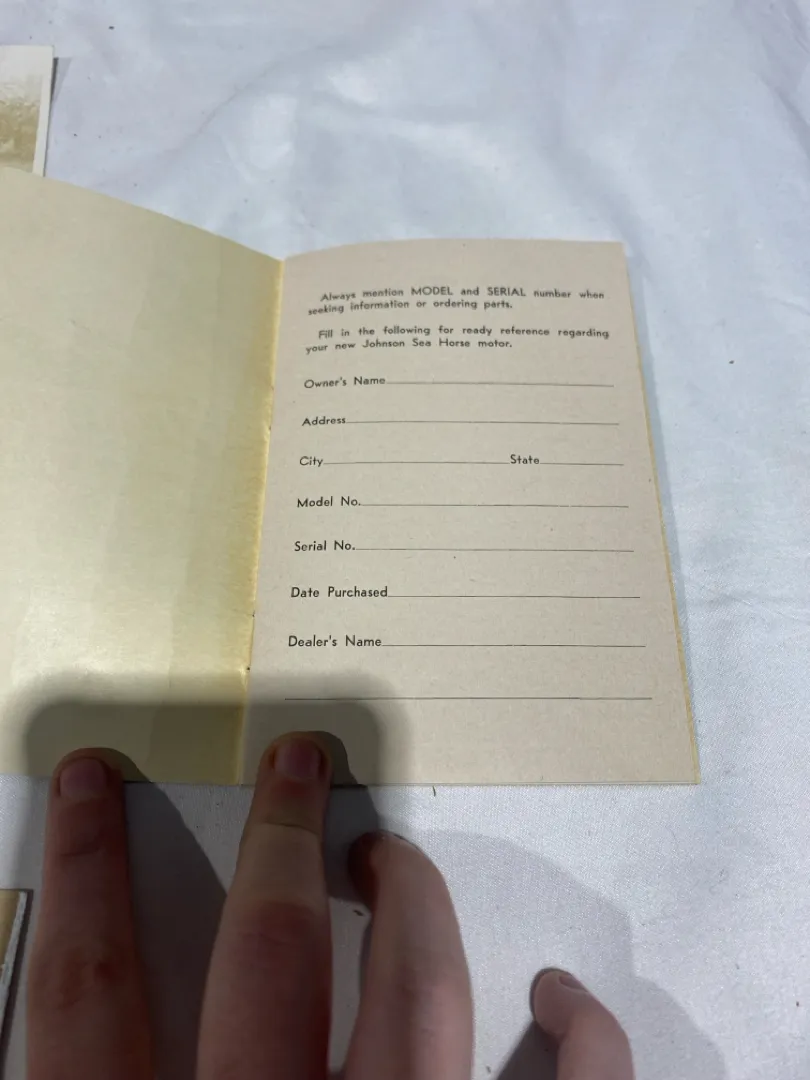 Always mention MODEL and SERIAL number when
seeking information or ordering parts.
Fill in the following for ready reference regarding
your new Johnson Sea Horse motor.
Owner's Name
Address
City State
Model No.
Serial No.
Date Purchased
Dealer's Name